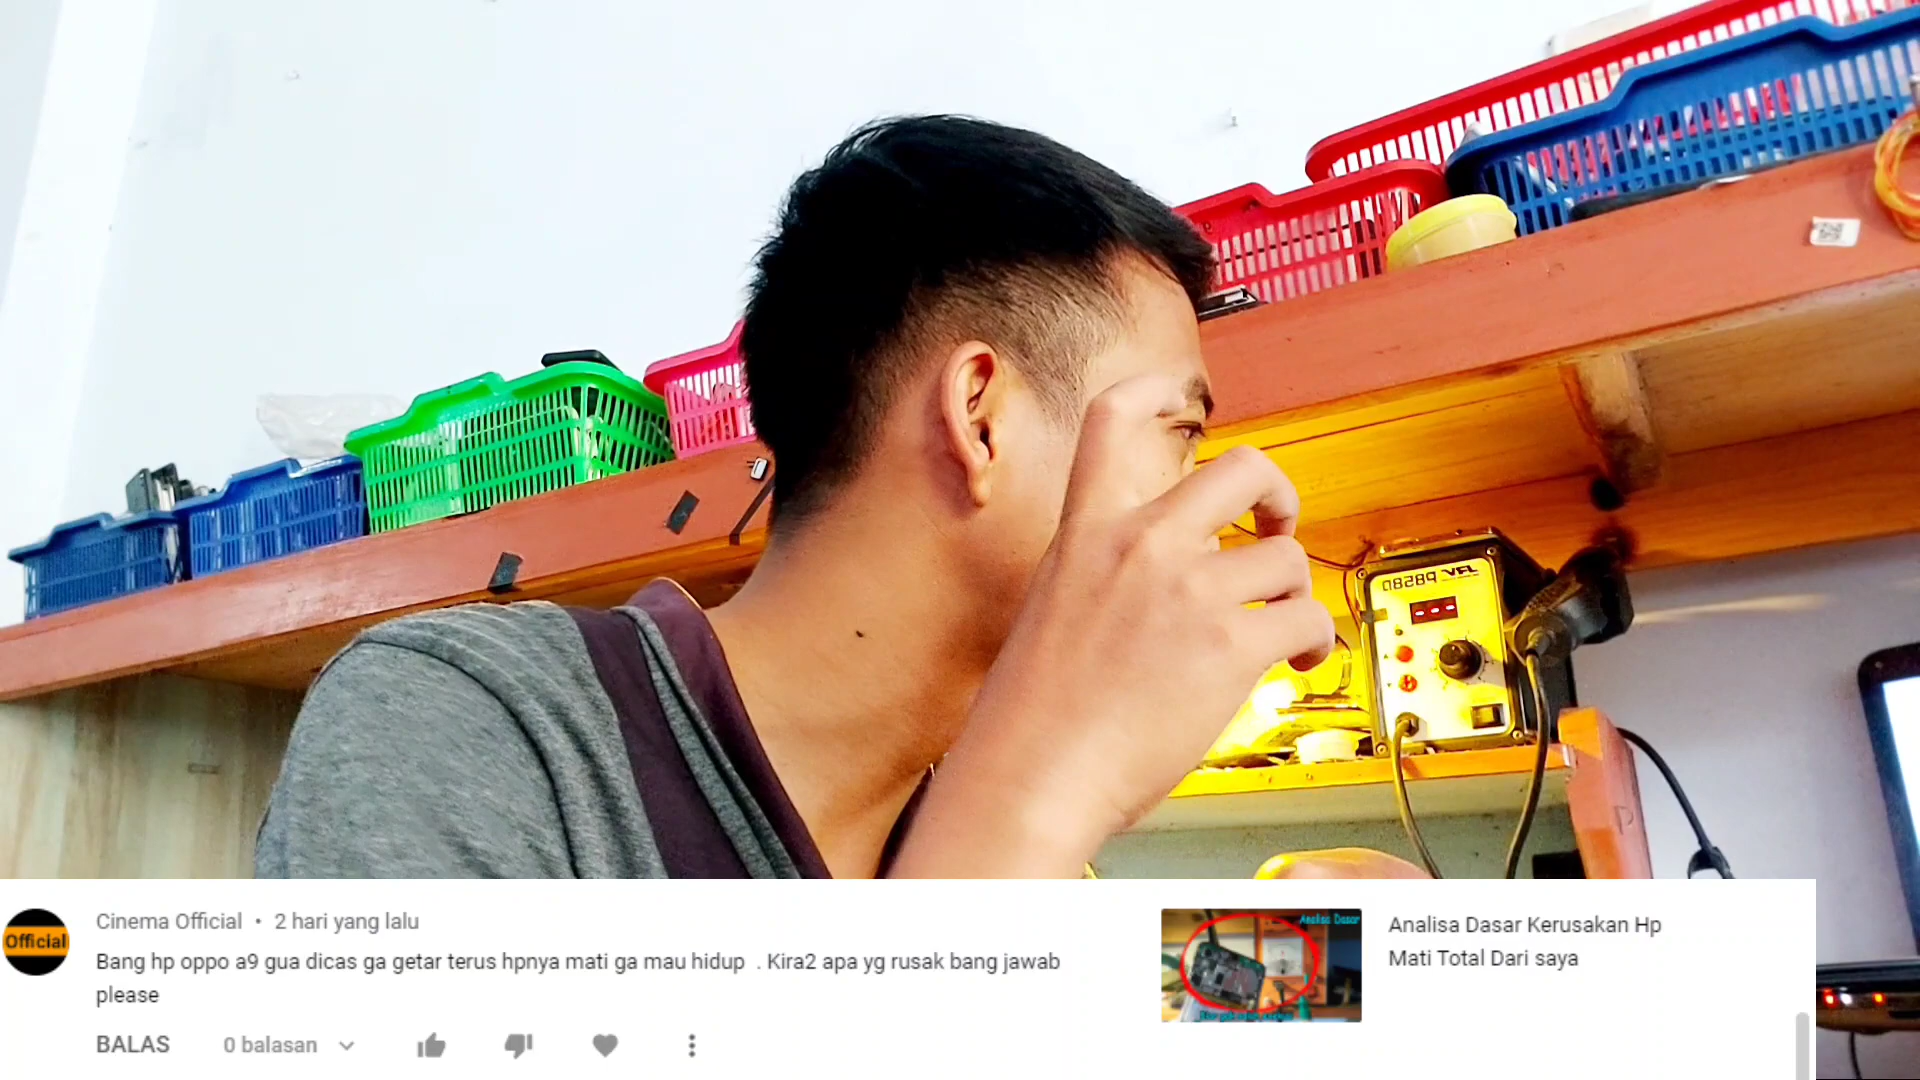 Cinema Official • 2 hari yang lalu
Official
Bang hp oppo a9 gua dicas ga getar terus hpnya mati ga mau hidup . Kira2 apa yg rusak bang jawab
please
BALAS 0 balasan
Analisa Dasar
Analisa Dasar Kerusakan Hp
Mati Total Dari saya